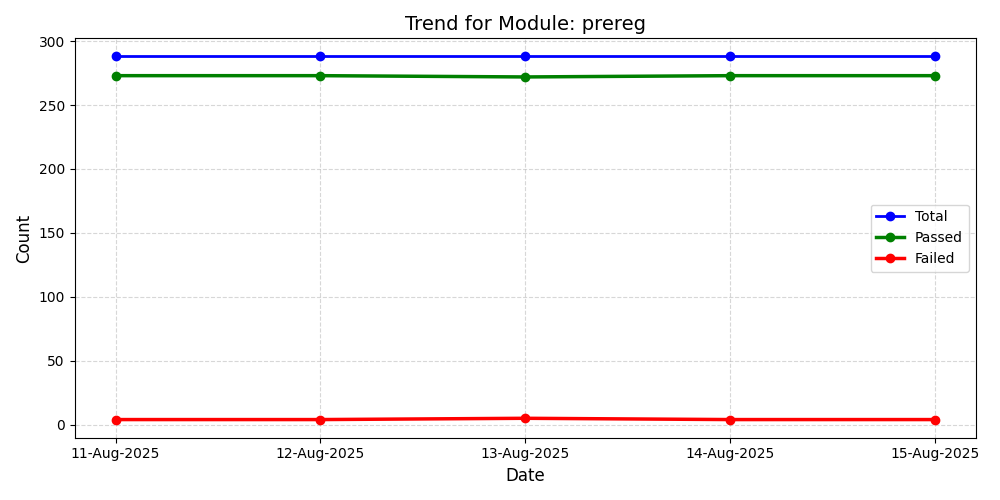 Trend for Module: prereg
300
250
200
150
100
50
0
Count
Total
Passed
Failed
11-Aug-2025 12-Aug-2025 13-Aug-2025 14-Aug-2025 15-Aug-2025
Date